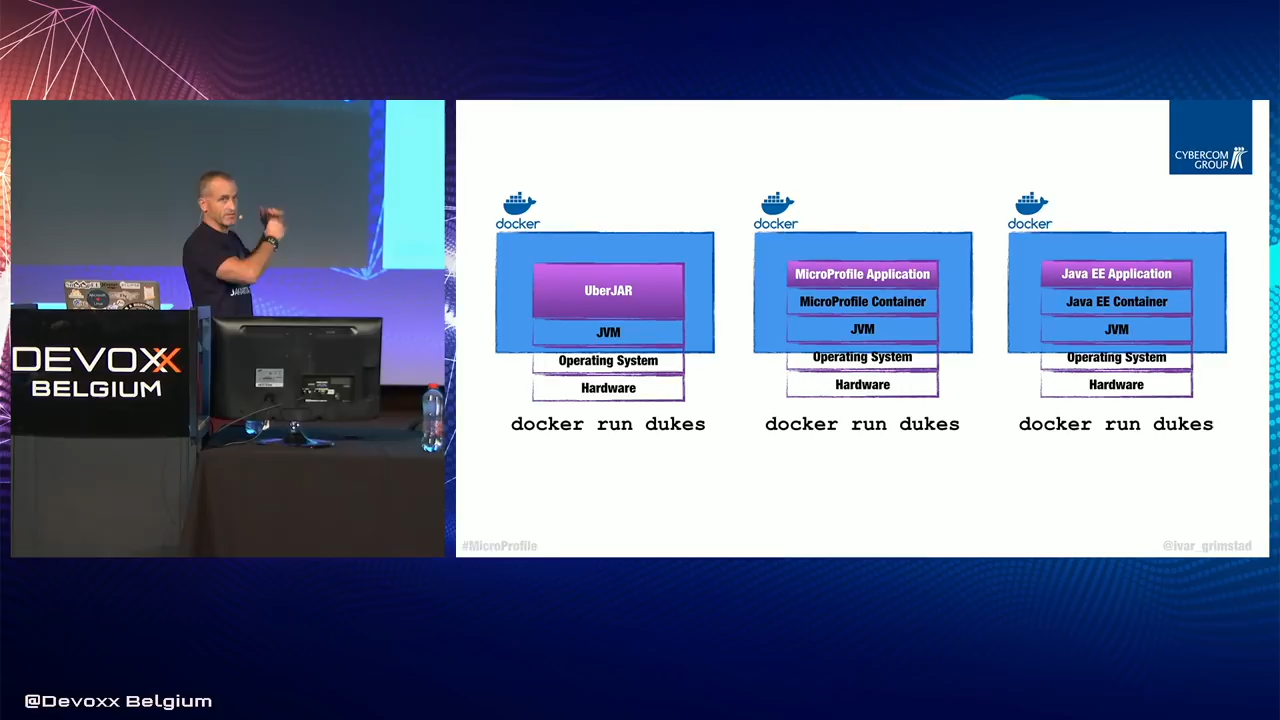 CYBERCOM
GROUP
docker
docker
docker
UberJAR
JVM
Operating System
Hardware
docker run dukes
MicroProfile Application
MicroProfile Container
JVM
Operating System
Hardware
docker run dukes
Java EE Application
Java EE Container
JVM
Operating System
Hardware
docker run dukes
#MicroProfile
@ivar_grimstad
DEVOXX
BELGIUM
@Devoxx Belgium